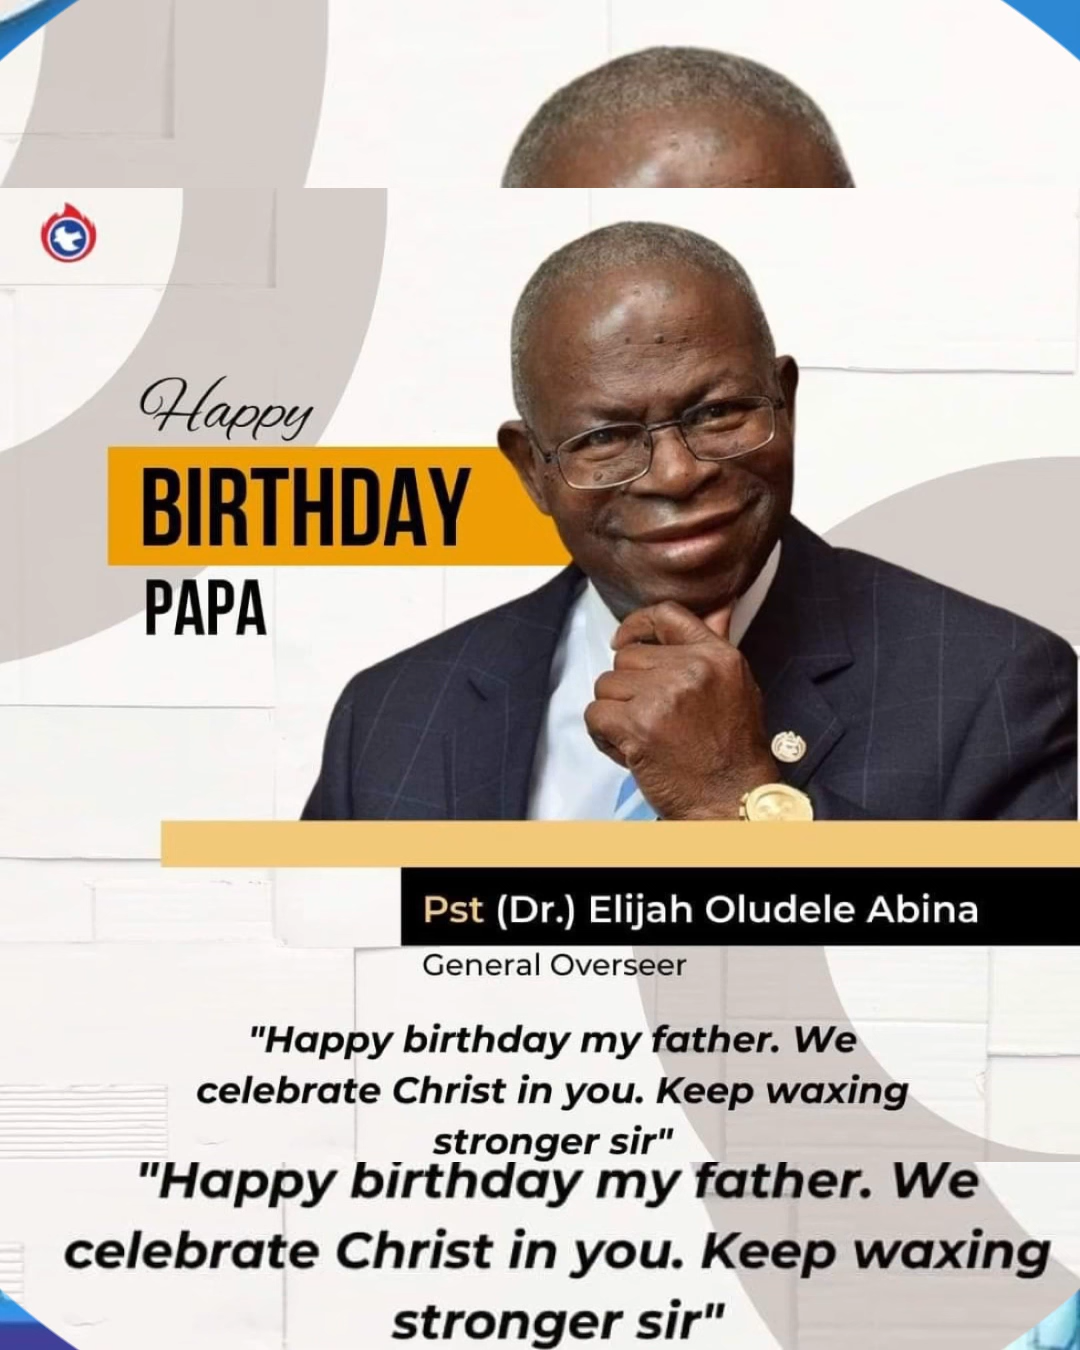 Happy
BIRTHDAY
PAPA
Pst (Dr.) Elijah Oludele Abina
General Overseer
"Happy birthday my father. We
celebrate Christ in you. Keep waxing
stronger sir"
"Happy birthday my father. We
celebrate Christ in you. Keep waxing
stronger sir"